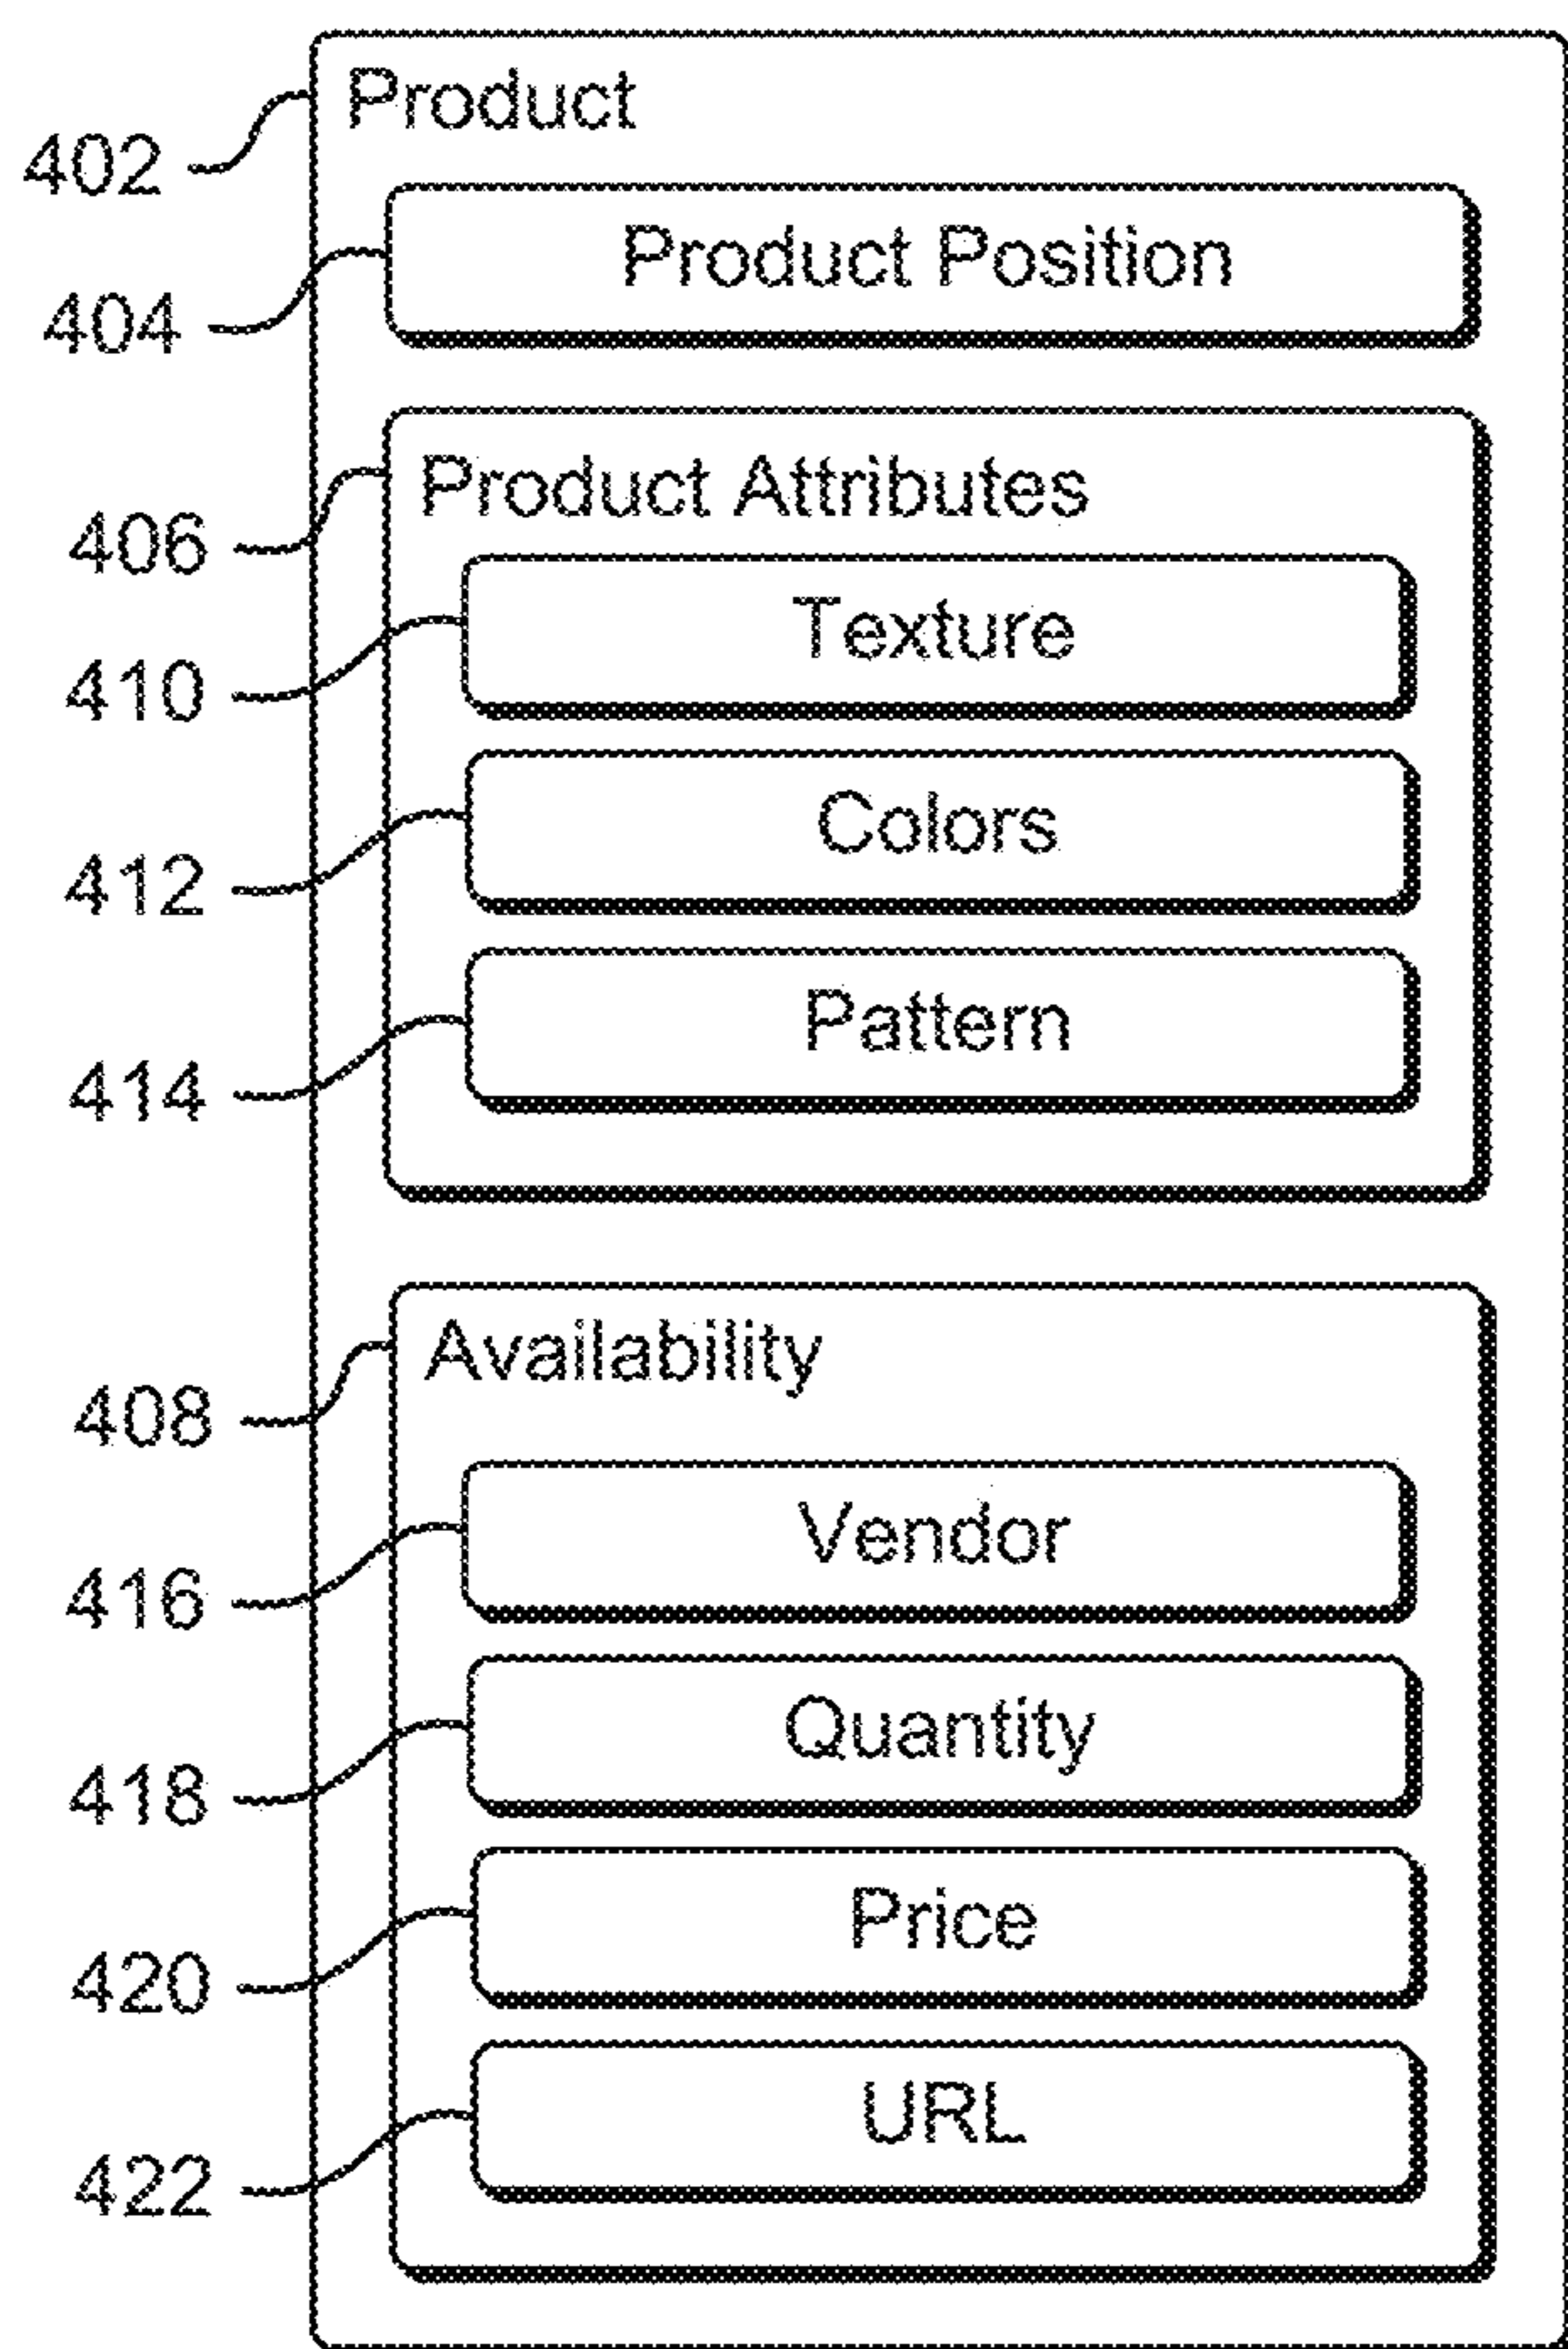 Product
402
Product Position
404
Product Attributes
406
Texture
410
Colors
412
Pattern
414
Availability
408
Vendor
416
Quantity
418
Price
420
URL
422